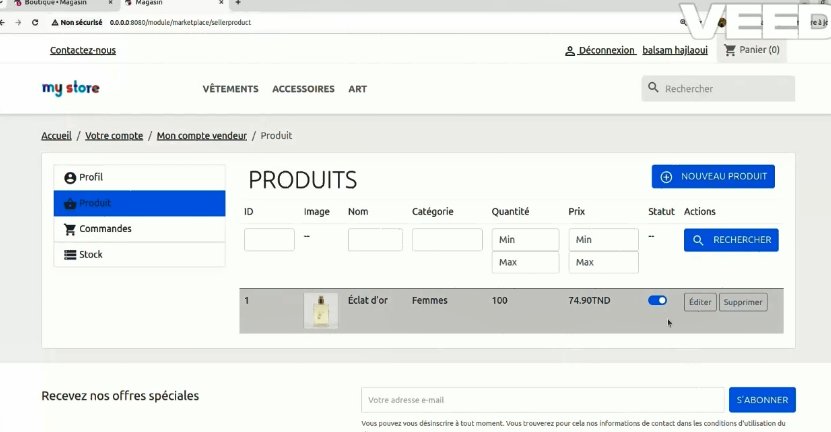 Boutique • Magasin
Magasin
Non sécurisé 0.0.0.0:8080/module/marketplace/sellerproduct
VEED
Contactez-nous
Déconnexion balsam hajlaoui Panier (0)
my store
VÊTEMENTS ACCESSOIRES ART
Rechercher
Accueil / Votre compte / Mon compte vendeur / Produit
Profil
Produit
Commandes
Stock
PRODUITS
NOUVEAU PRODUIT
ID Image Nom Catégorie Quantité Prix Statut Actions
-- Min Min -- RECHERCHER
Max Max
1 Éclat d'or Femmes 100 74.90TND Éditer Supprimer
Recevez nos offres spéciales
Votre adresse e-mail
S'ABONNER
Vous pouvez vous désinscrire à tout moment. Vous trouverez pour cela nos informations de contact dans les conditions d'utilisation du